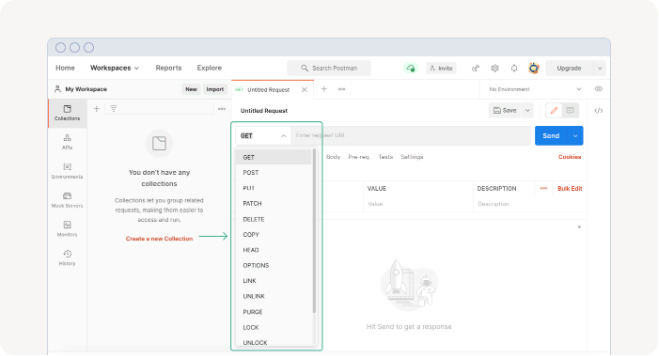 Home Workspaces Reports Explore Search Postman Invite Upgrade
My Workspace New Import GET Untitled Request No Environment
Collections
Untitled Request Save
GET Enter request URL Send
APIs
Body Pre-req. Tests Settings Cookies
Environments
You don't have any
collections
Collections let you group related
requests, making them easier to
access and run.
Create a new Collection
Mock Servers
Monitors
History
GET
POST
PUT
PATCH
DELETE
COPY
HEAD
OPTIONS
LINK
UNLINK
PURGE
LOCK
UNLOCK
VALUE DESCRIPTION Bulk Edit
Value Description
Hit Send to get a response